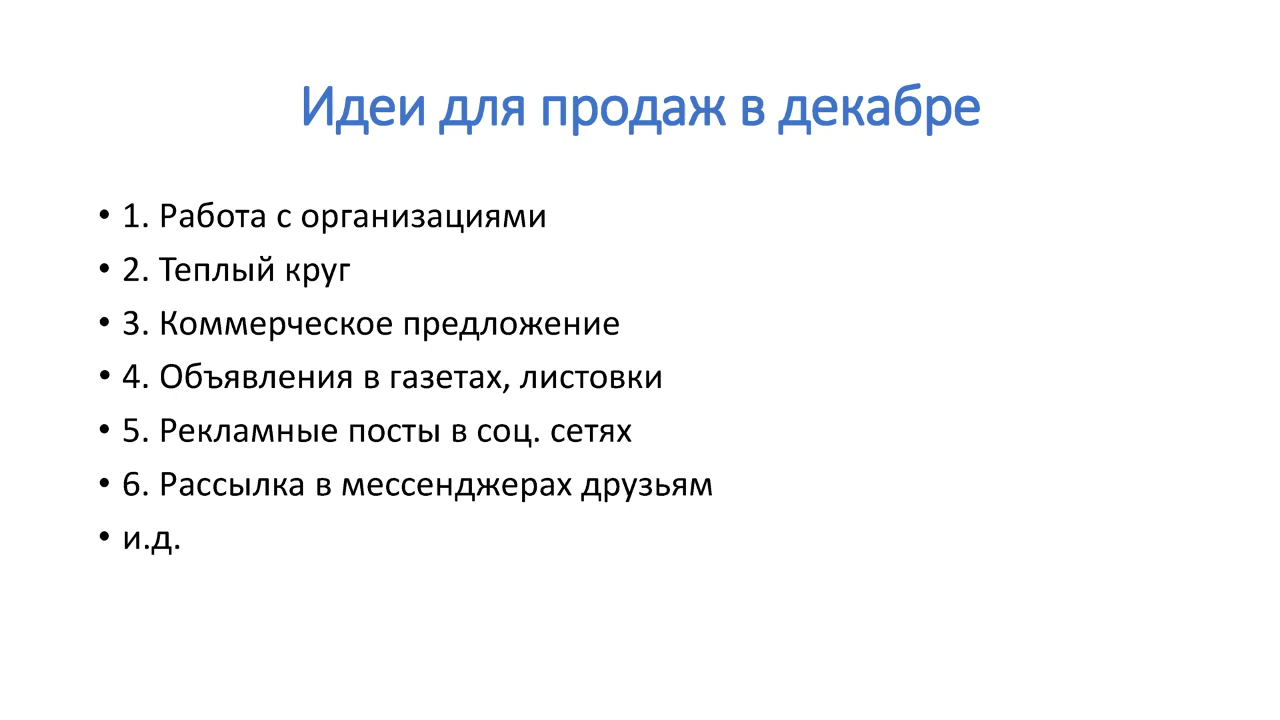 Идеи для продаж в декабре
• 1. Работа с организациями
• 2. Теплый круг
• 3. Коммерческое предложение
• 4. Объявления в газетах, листовки
• 5. Рекламные посты в соц. сетях
• 6. Рассылка в мессенджерах друзьям
• и.д.